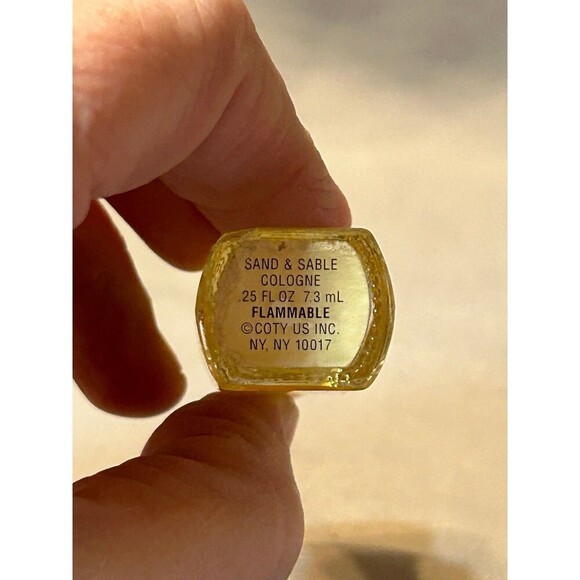 SAND & SABLE
COLOGNE
.25 FL OZ 7.3 mL
FLAMMABLE
©COTY US INC.
NY, NY 10017